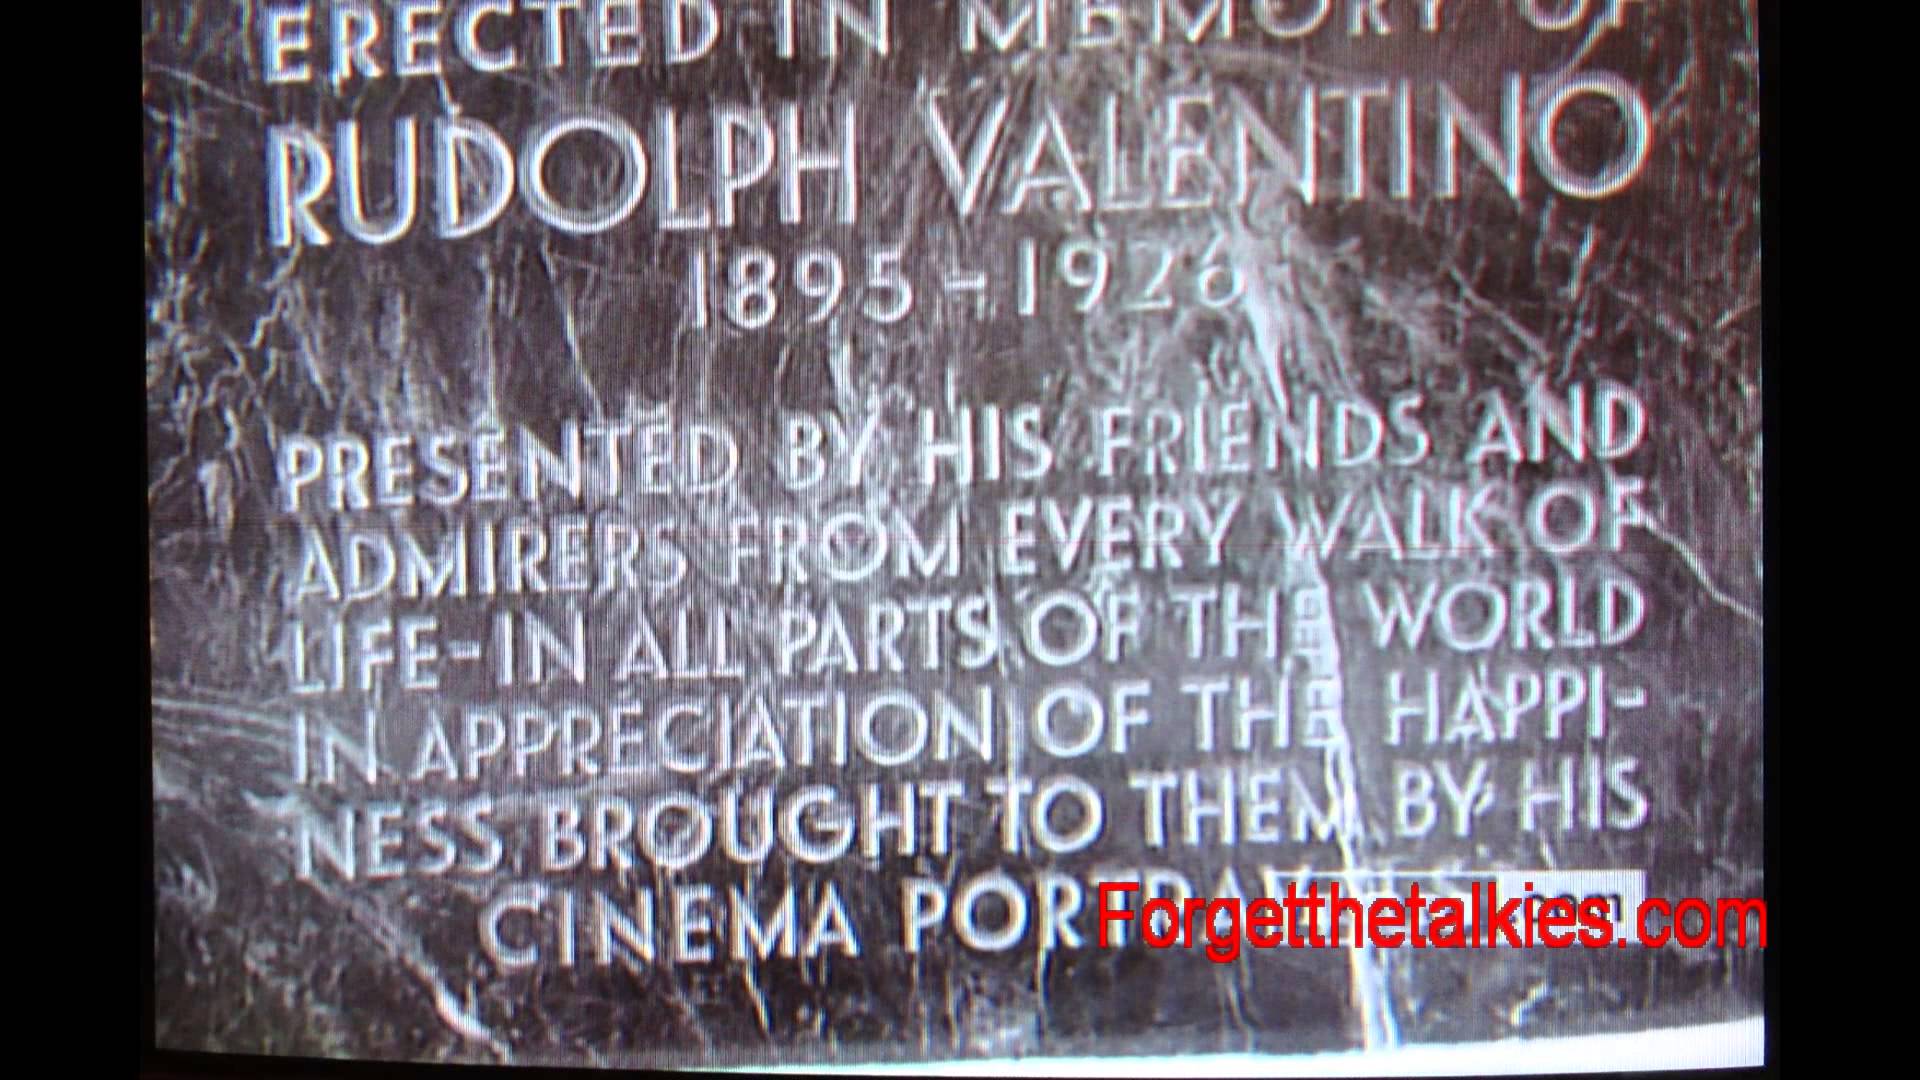 ERECTED IN MEMORY OF
RUDOLPH VALENTINO
1895-1926
PRESENTED BY HIS FRIENDS AND
ADMIRERS FROM EVERY WALK OF
LIFE-IN ALL PARTS OF THE WORLD
IN APPRECIATION OF THE HAPPI-
NESS BROUGHT TO THEM BY HIS
CINEMA
Forgetthetalkies.com